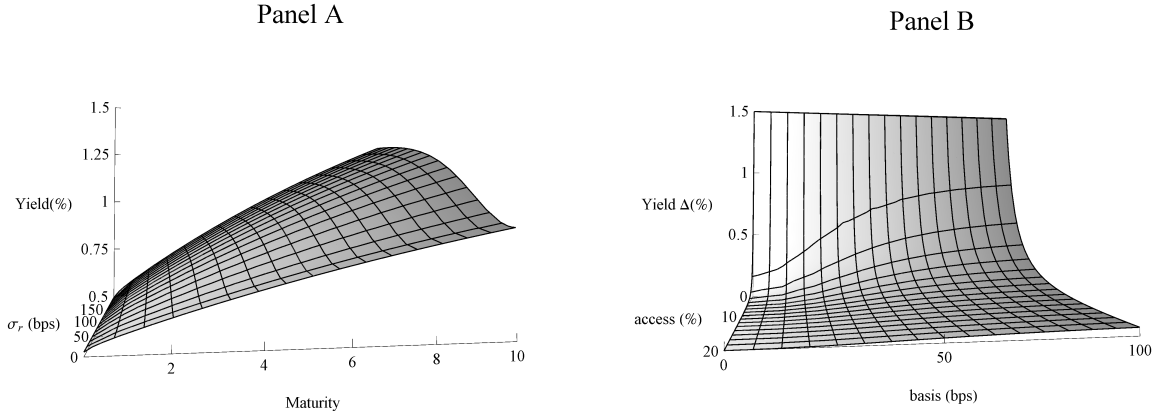 Panel A
1.5
1.25
Yield(%)
1
0.75
0.5
150
σr (bps)
100
50
0
2
4
6
8
10
Maturity
Panel B
1.5
1
Yield Δ(%)
0.5
0
access (%)
10
20
0
50
100
basis (bps)